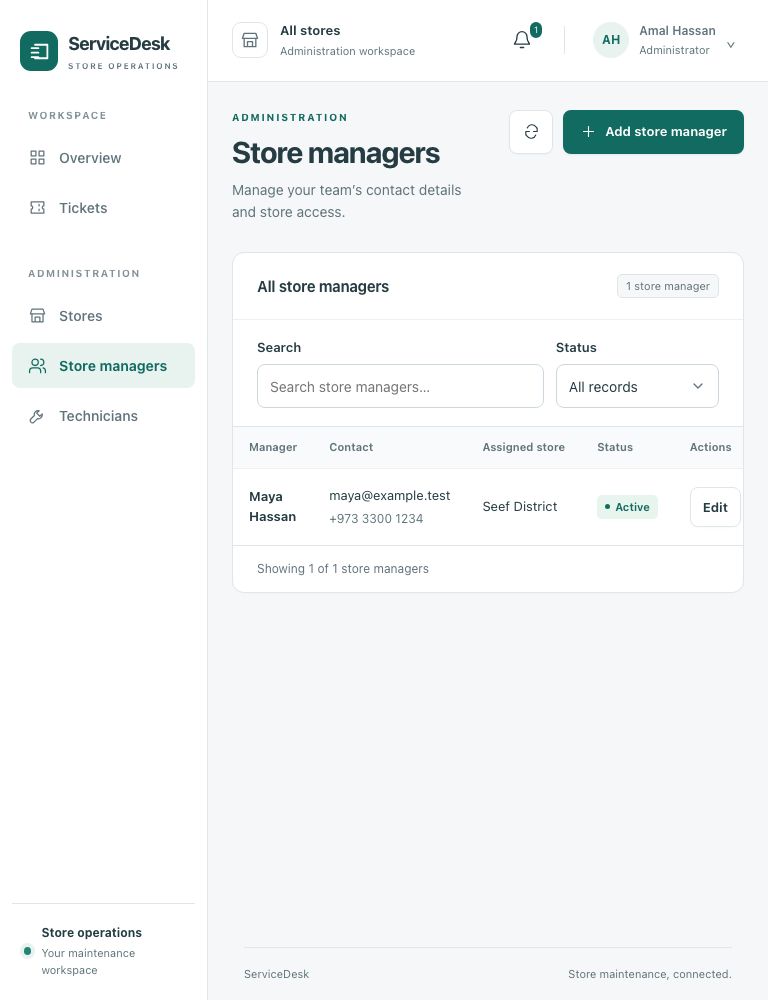 ServiceDesk
STORE OPERATIONS
WORKSPACE
Overview
Tickets
ADMINISTRATION
Stores
Store managers
Technicians
Store operations
Your maintenance
workspace
All stores
Administration workspace
1
AH
Amal Hassan
Administrator
ADMINISTRATION
Store managers
Manage your team's contact details
and store access.
Add store manager
All store managers
1 store manager
Search
Status
Search store managers...
All records
Manager Contact Assigned store Status Actions
Maya
Hassan
maya@example.test
+973 3300 1234
Seef District
Active
Edit
Showing 1 of 1 store managers
ServiceDesk
Store maintenance, connected.